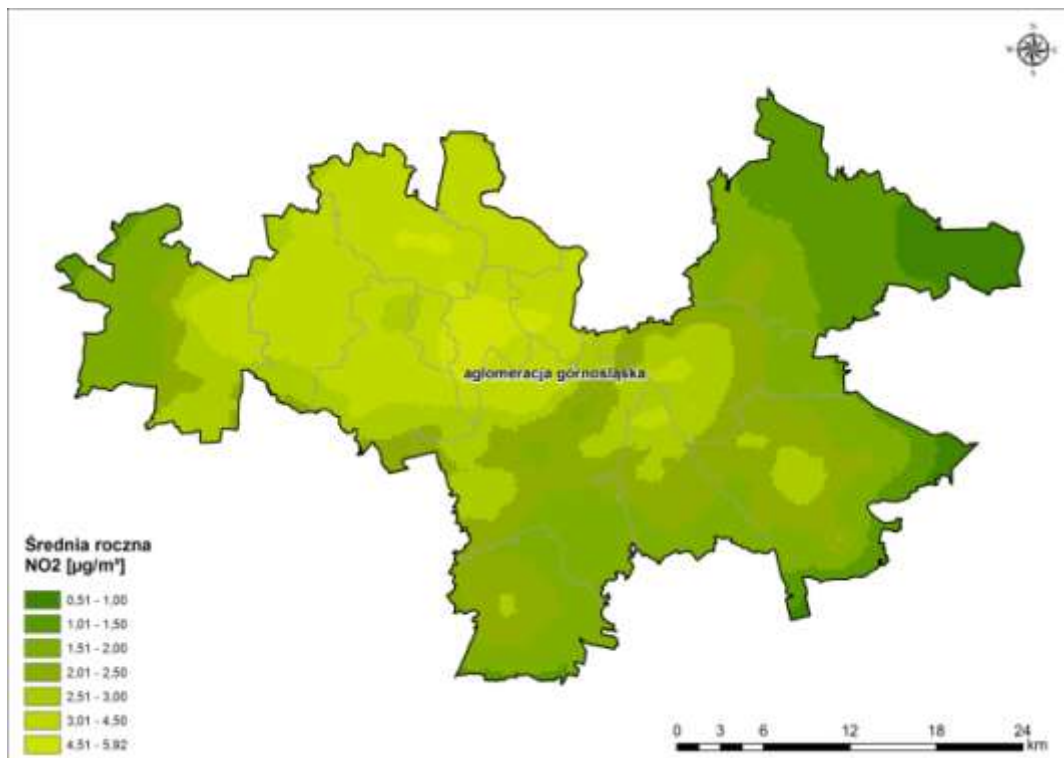 N
aglomeracja górnośląska
Średnia roczna
NO2 [µg/m³]
0,51 - 1,00
1,01 - 1,50
1,51 - 2,00
2,01 - 2,50
2,51 - 3,00
3,01 - 4,50
4,51 - 5,92
0 3 6 12 18 24
km